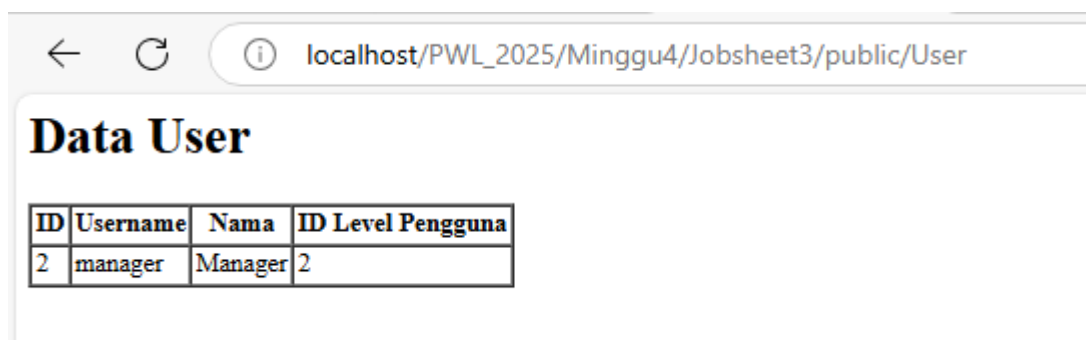 localhost/PWL_2025/Minggu4/Jobsheet3/public/User
Data User
ID Username Nama ID Level Pengguna
2 manager Manager 2